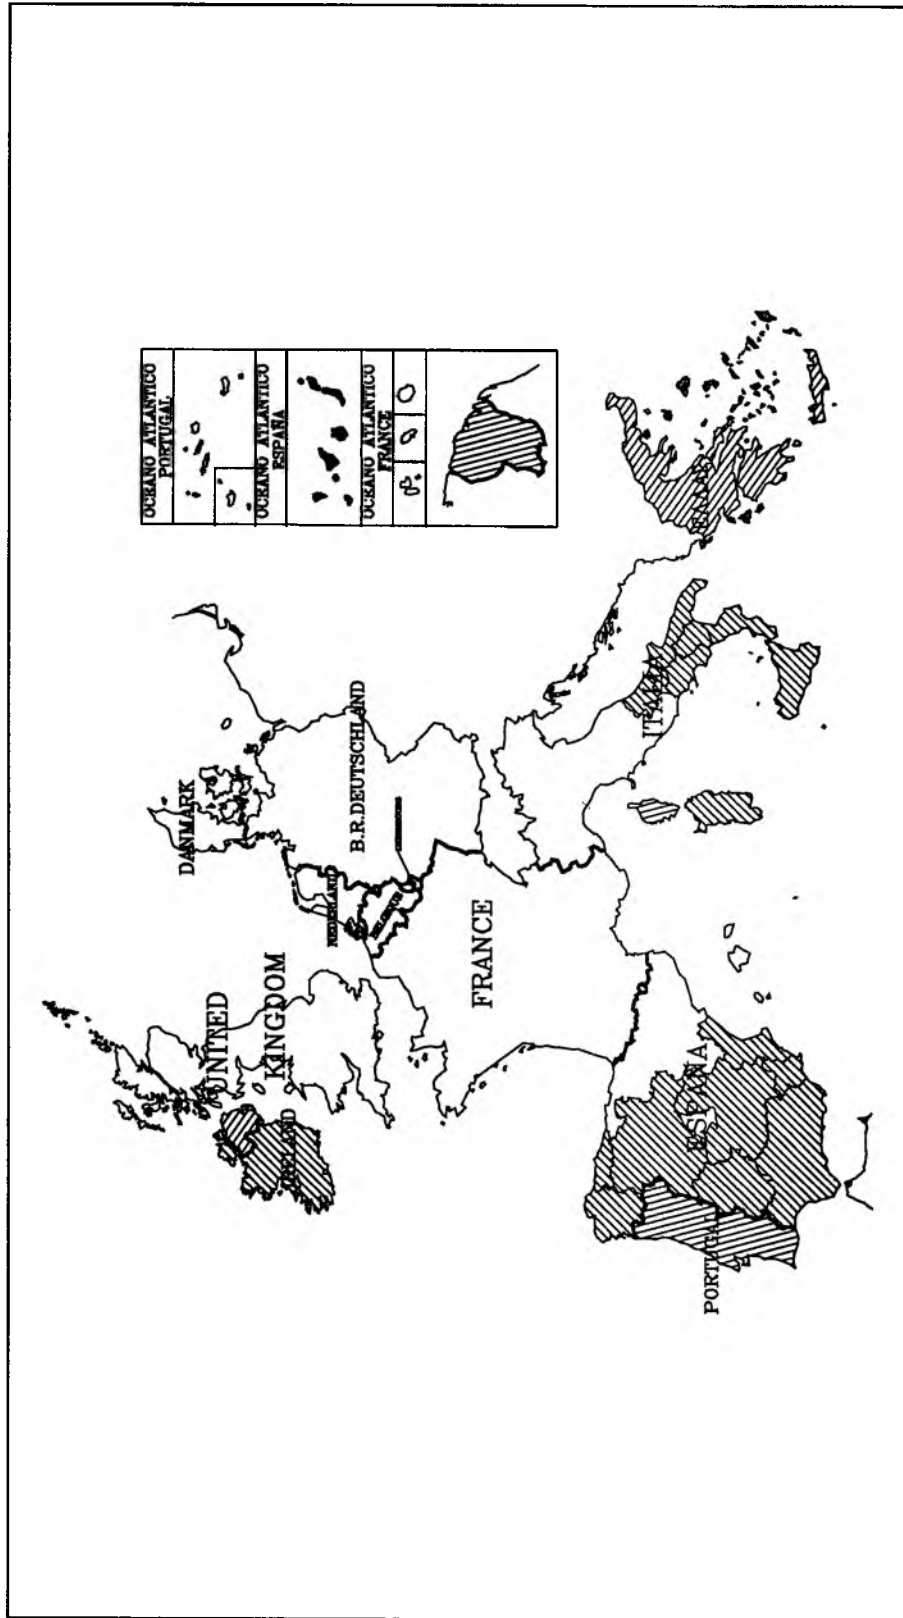 OCEANO ATLANTICO
PORTUGAL
OCEANO ATLANTICO
ESPAÑA
OCEANO ATLANTICO
FRANCE
DANMARK
UNITED
KINGDOM
IRELAND
NEDERLAND
B.R.DEUTSCHLAND
BELGIQUE
FRANCE
ITALIA
ELLAS
ESPAÑA
PORTUGAL